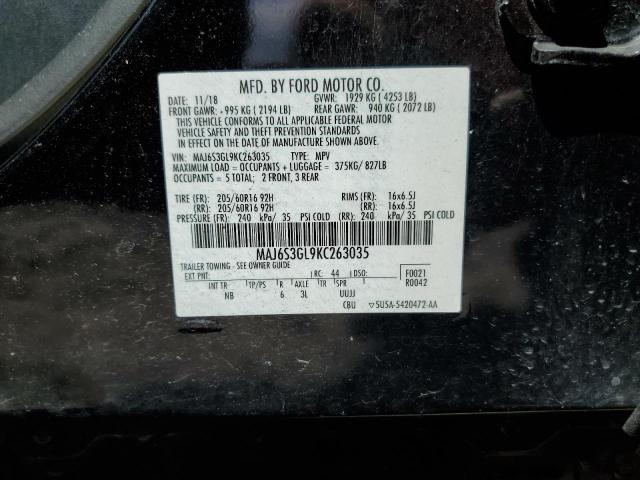 MFD. BY FORD MOTOR CO.
DATE: 11/18 GVWR: 1929 KG ( 4253 LB)
FRONT GAWR: +995 KG ( 2194 LB) REAR GAWR: 940 KG ( 2072 LB)
THIS VEHICLE CONFORMS TO ALL APPLICABLE FEDERAL MOTOR
VEHICLE SAFETY AND THEFT PREVENTION STANDARDS
IN EFFECT ON THE DATE OF MANUFACTURE SHOWN ABOVE.
VIN: MAJ6S3GL9KC263035 TYPE: MPV
MAXIMUM LOAD = OCCUPANTS + LUGGAGE = 375KG/ 827LB
OCCUPANTS = 5 TOTAL; 2 FRONT, 3 REAR
TIRE (FR): 205/60R16 92H RIMS (FR): 16x6.5J
(RR): 205/60R16 92H (RR): 16x6.5J
PRESSURE (FR): 240 kPa/ 35 PSI COLD (RR): 240 kPa/ 35 PSI COLD
MAJ6S3GL9KC263035
TRAILER TOWING - SEE OWNER GUIDE
EXT PNT: RC: 44 DSO: F0021
R0042
INT TR TP/PS R AXLE TR SPR
NB 6 3L UUJJ
CBU ▽5U5A-5420472-AA